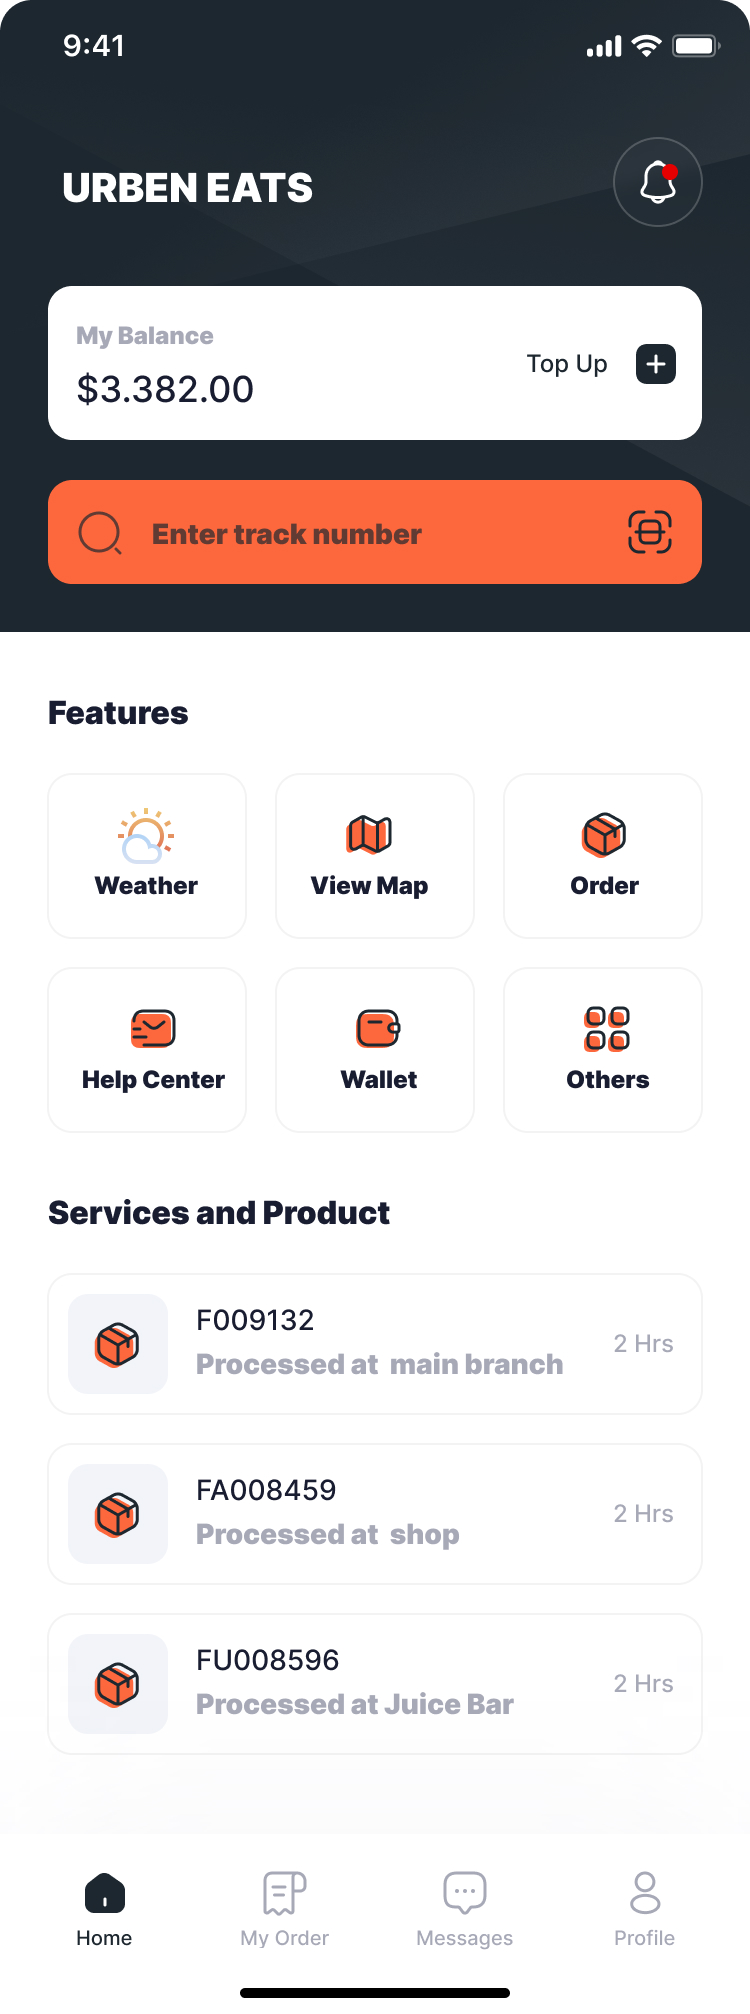 9:41
URBEN EATS
My Balance
$3.382.00
Top Up
Enter track number
Features
Weather
View Map
Order
Help Center
Wallet
Others
Services and Product
F009132
Processed at  main branch
2 Hrs
FA008459
Processed at  shop
2 Hrs
FU008596
Processed at Juice Bar
2 Hrs
Home
My Order
Messages
Profile